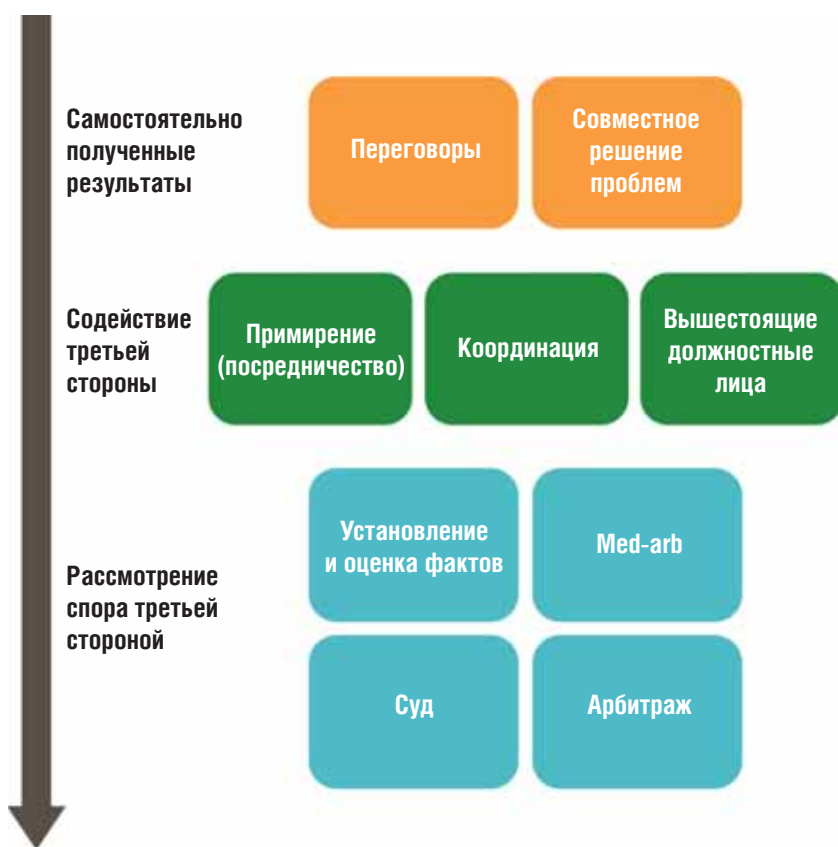 Самостоятельно
полученные
результаты
Переговоры
Совместное
решение
проблем
Содействие
третьей
стороны
Примирение
(посредничество)
Координация
Вышестоящие
должностные
лица
Рассмотрение
спора третьей
стороной
Установление
и оценка фактов
Med-arb
Суд
Арбитраж